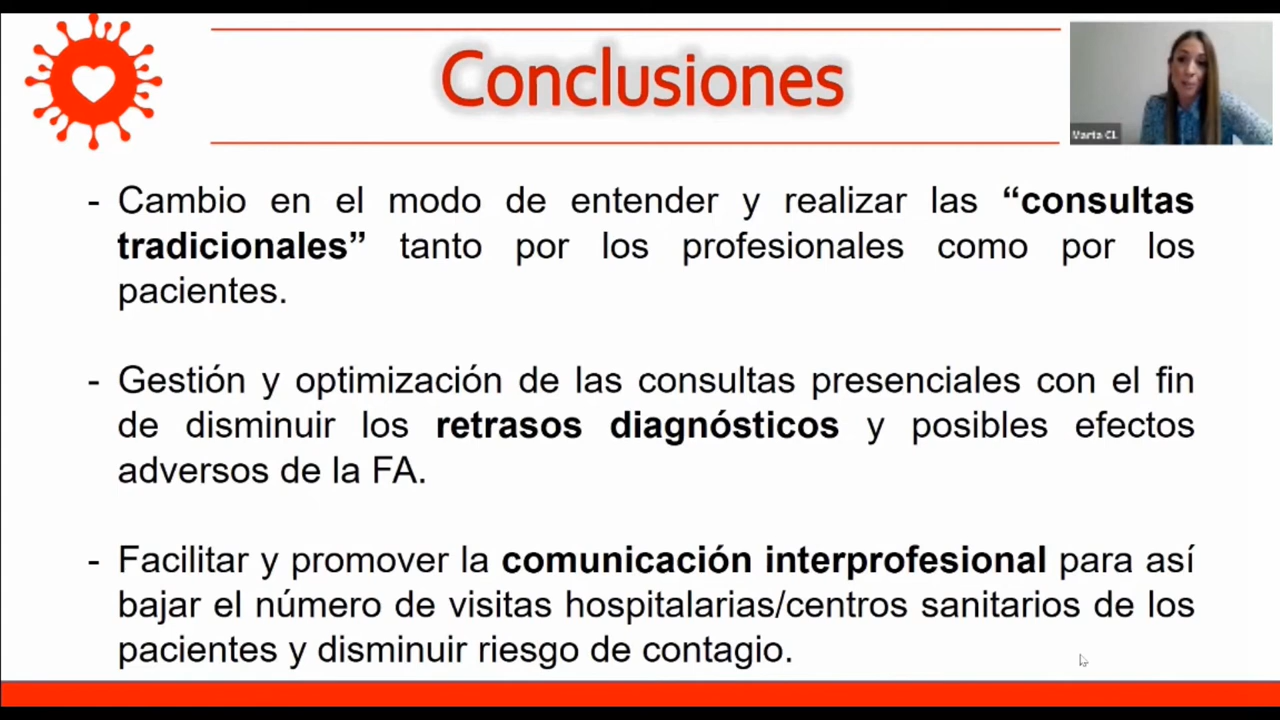 Conclusiones
Marta CL
- Cambio en el modo de entender y realizar las “consultas
tradicionales” tanto por los profesionales como por los
pacientes.
- Gestión y optimización de las consultas presenciales con el fin
de disminuir los retrasos diagnósticos y posibles efectos
adversos de la FA.
- Facilitar y promover la comunicación interprofesional para así
bajar el número de visitas hospitalarias/centros sanitarios de los
pacientes y disminuir riesgo de contagio.